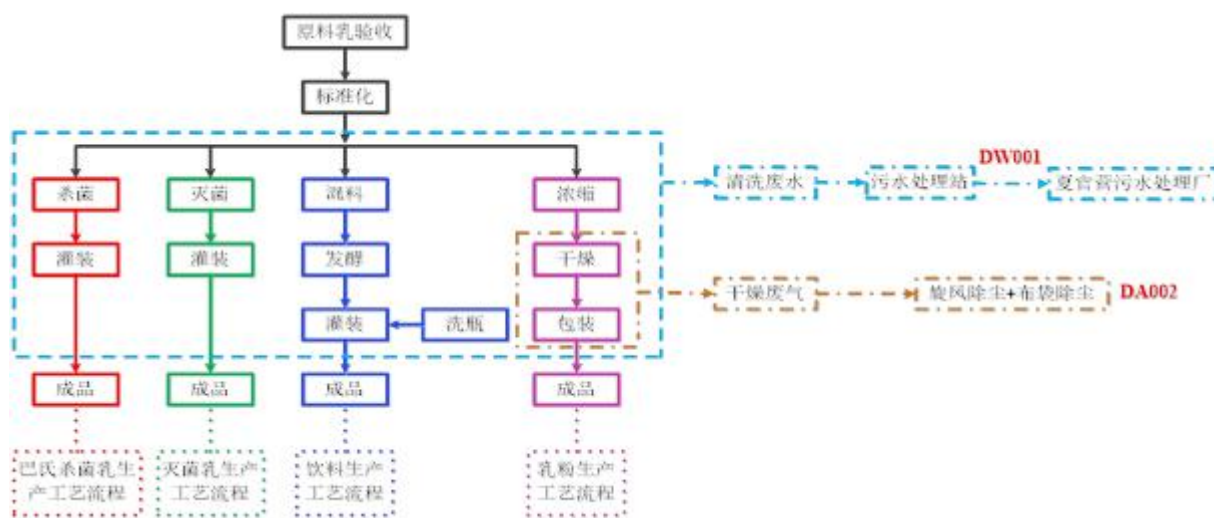 原料乳验收
标准化
杀菌
灭菌
混料
浓缩
清洗废水
DW001
污水处理站
夏官营污水处理厂
灌装
灌装
发酵
干燥
干燥废气
旋风除尘+布袋除尘
DA002
灌装
洗瓶
包装
成品
成品
成品
成品
巴氏杀菌乳生
产工艺流程
灭菌乳生产
工艺流程
饮料生产
工艺流程
乳粉生产
工艺流程